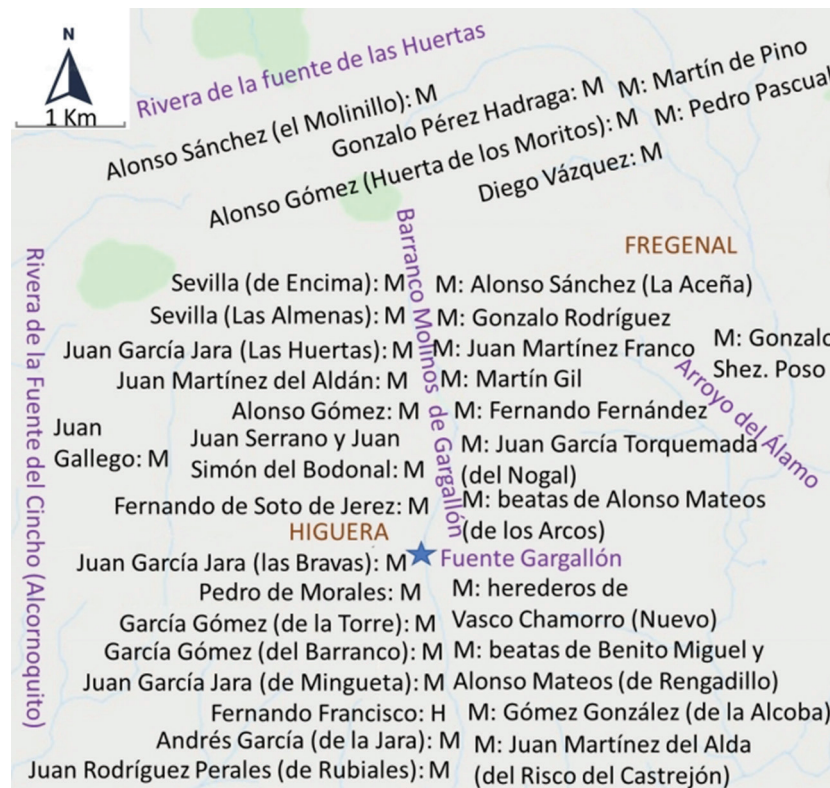 N
1 Km
Rivera de la fuente de las Huertas
Alonso Sánchez (el Molinillo): M
Gonzalo Pérez Hadraga: M
M: Martín de Pino
Alonso Gómez (Huerta de los Moritos): M
M: Pedro Pascual
Diego Vázquez: M
Barranco Molinos de Gargallón
FREGENAL
Rivera de la Fuente del Cincho (Alcornoquito)
Sevilla (de Encima): M
M: Alonso Sánchez (La Aceña)
Sevilla (Las Almenas): M
M: Gonzalo Rodríguez
Juan García Jara (Las Huertas): M
M: Juan Martínez Franco
M: Gonzalo
Shez. Poso
Arroyo del Álamo
Juan Martínez del Aldán: M
M: Martín Gil
Alonso Gómez: M
M: Fernando Fernández
Juan
Gallego: M
Juan Serrano y Juan
Simón del Bodonal: M
M: Juan García Torquemada
(del Nogal)
Fernando de Soto de Jerez: M
M: beatas de Alonso Mateos
(de los Arcos)
HIGUERA
Juan García Jara (las Bravas): M
Fuente Gargallón
Pedro de Morales: M
M: herederos de
Vasco Chamorro (Nuevo)
García Gómez (de la Torre): M
García Gómez (del Barranco): M
M: beatas de Benito Miguel y
Alonso Mateos (de Rengadillo)
Juan García Jara (de Mingueta): M
Fernando Francisco: H
M: Gómez González (de la Alcoba)
Andrés García (de la Jara): M
M: Juan Martínez del Alda
(del Risco del Castrejón)
Juan Rodríguez Perales (de Rubiales): M